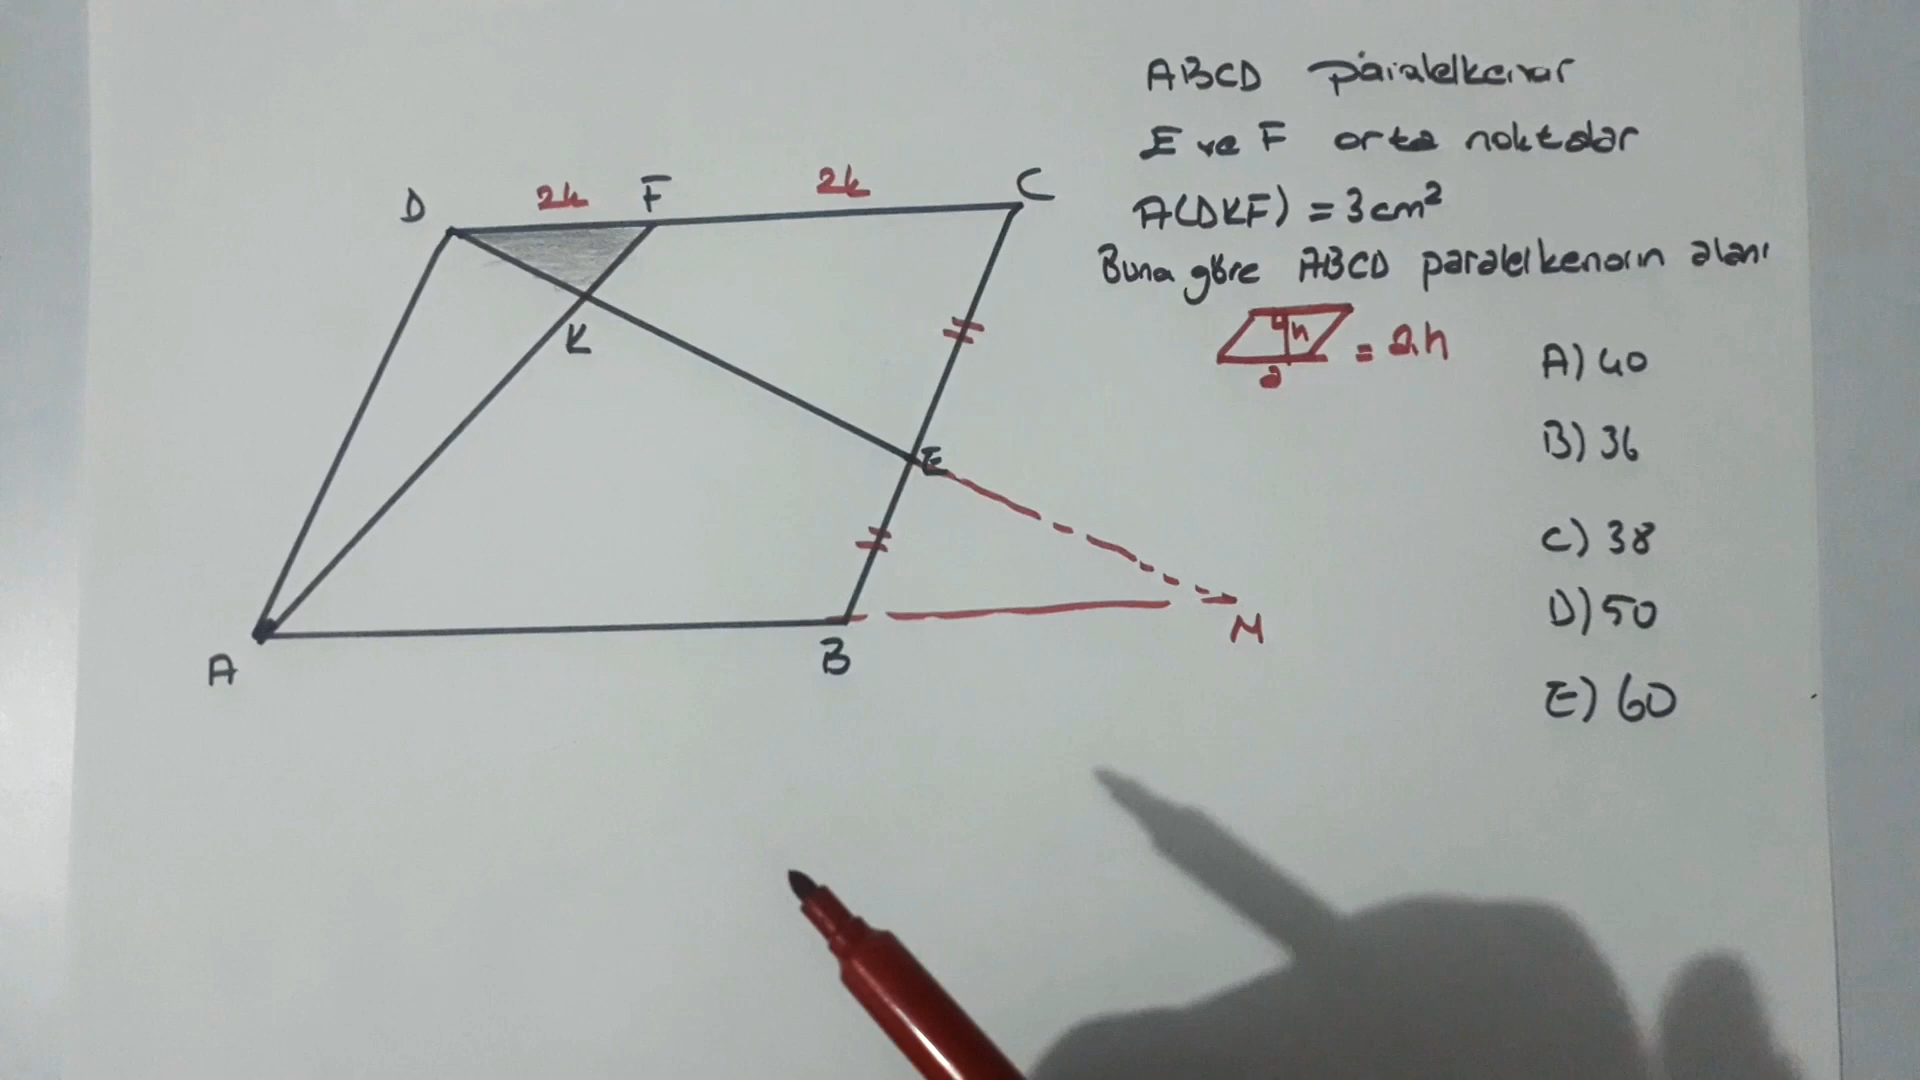 ABCD paralelkenar
E ve F orta noktalar
A(DKF) = 3cm²
Buna göre ABCD paralelkenarın alanı
h
a
= a.h
A) 40
B) 36
C) 38
D) 50
E) 60
D
2k
F
2k
C
K
E
M
A
B